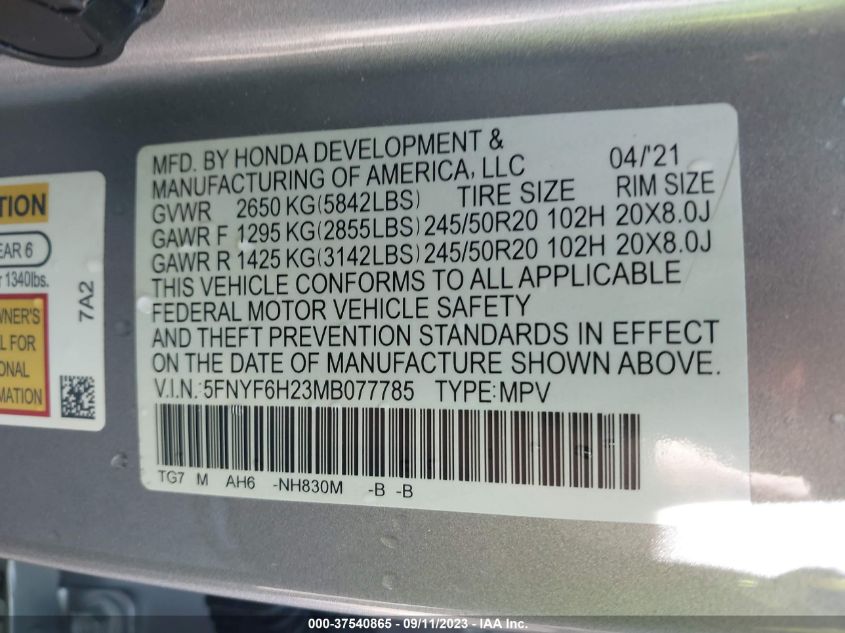 MFD. BY HONDA DEVELOPMENT &
MANUFACTURING OF AMERICA, LLC 04/'21
GVWR 2650 KG(5842LBS) TIRE SIZE RIM SIZE
GAWR F 1295 KG(2855LBS)245/50R20 102H 20X8.0J
GAWR R 1425 KG(3142LBS)245/50R20 102H 20X8.0J
THIS VEHICLE CONFORMS TO ALL APPLICABLE
FEDERAL MOTOR VEHICLE SAFETY
AND THEFT PREVENTION STANDARDS IN EFFECT
ON THE DATE OF MANUFACTURE SHOWN ABOVE.
V.I.N.:5FNYF6H23MB077785 TYPE:MPV
TG7 M AH6 -NH830M -B -B
TION
EAR 6
r 1340lbs.
WNER'S
L FOR
ONAL
MATION
7A2
000-37540865 - 09/11/2023 - IAA Inc.